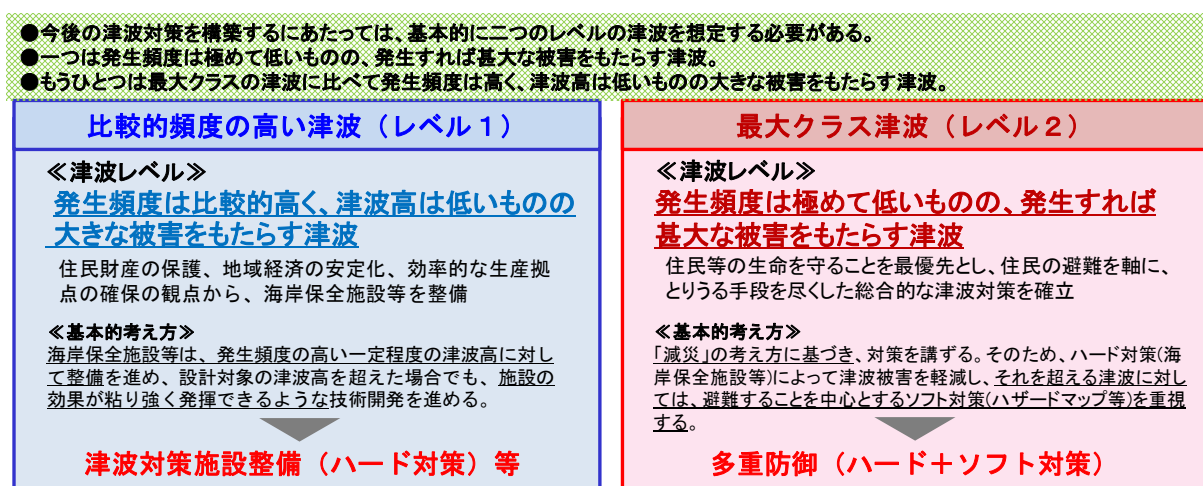 ●今後の津波対策を構築するにあたっては、基本的に二つのレベルの津波を想定する必要がある。
●一つは発生頻度は極めて低いものの、発生すれば甚大な被害をもたらす津波。
●もうひとつは最大クラスの津波に比べて発生頻度は高く、津波高は低いものの大きな被害をもたらす津波。
比較的頻度の高い津波（レベル１）
≪津波レベル≫
発生頻度は比較的高く、津波高は低いものの
大きな被害をもたらす津波
住民財産の保護、地域経済の安定化、効率的な生産拠
点の確保の観点から、海岸保全施設等を整備
≪基本的考え方≫
海岸保全施設等は、発生頻度の高い一定程度の津波高に対し
て整備を進め、設計対象の津波高を超えた場合でも、施設の
効果が粘り強く発揮できるような技術開発を進める。
津波対策施設整備（ハード対策）等
最大クラス津波（レベル２）
≪津波レベル≫
発生頻度は極めて低いものの、発生すれば
甚大な被害をもたらす津波
住民等の生命を守ることを最優先とし、住民の避難を軸に、
とりうる手段を尽くした総合的な津波対策を確立
≪基本的考え方≫
「減災」の考え方に基づき、対策を講ずる。そのため、ハード対策(海
岸保全施設等)によって津波被害を軽減し、それを超える津波に対し
ては、避難することを中心とするソフト対策(ハザードマップ等)を重視
する。
多重防御（ハード＋ソフト対策）